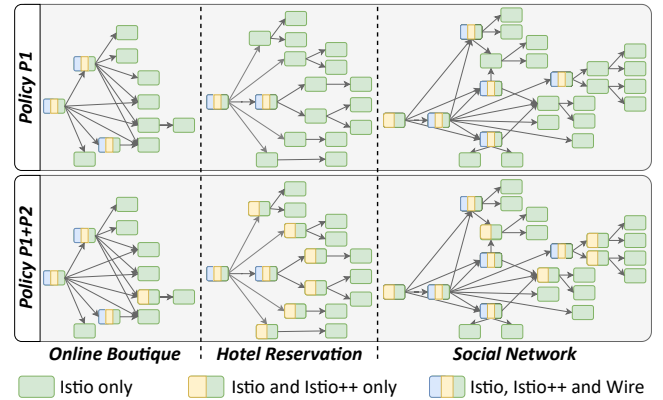 Policy P1
Policy P1+P2
Online Boutique
Hotel Reservation
Social Network
Istio only
Istio and Istio++ only
Istio, Istio++ and Wire